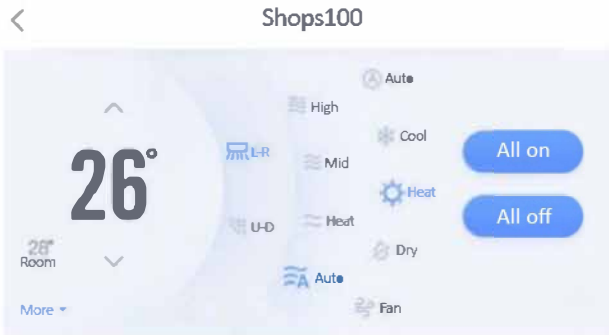 Shops100
Auto
High
Cool
All on
L-R
26°
Mid
Heat
U-D
Heat
All off
28°
Room
Dry
Auto
More
Fan